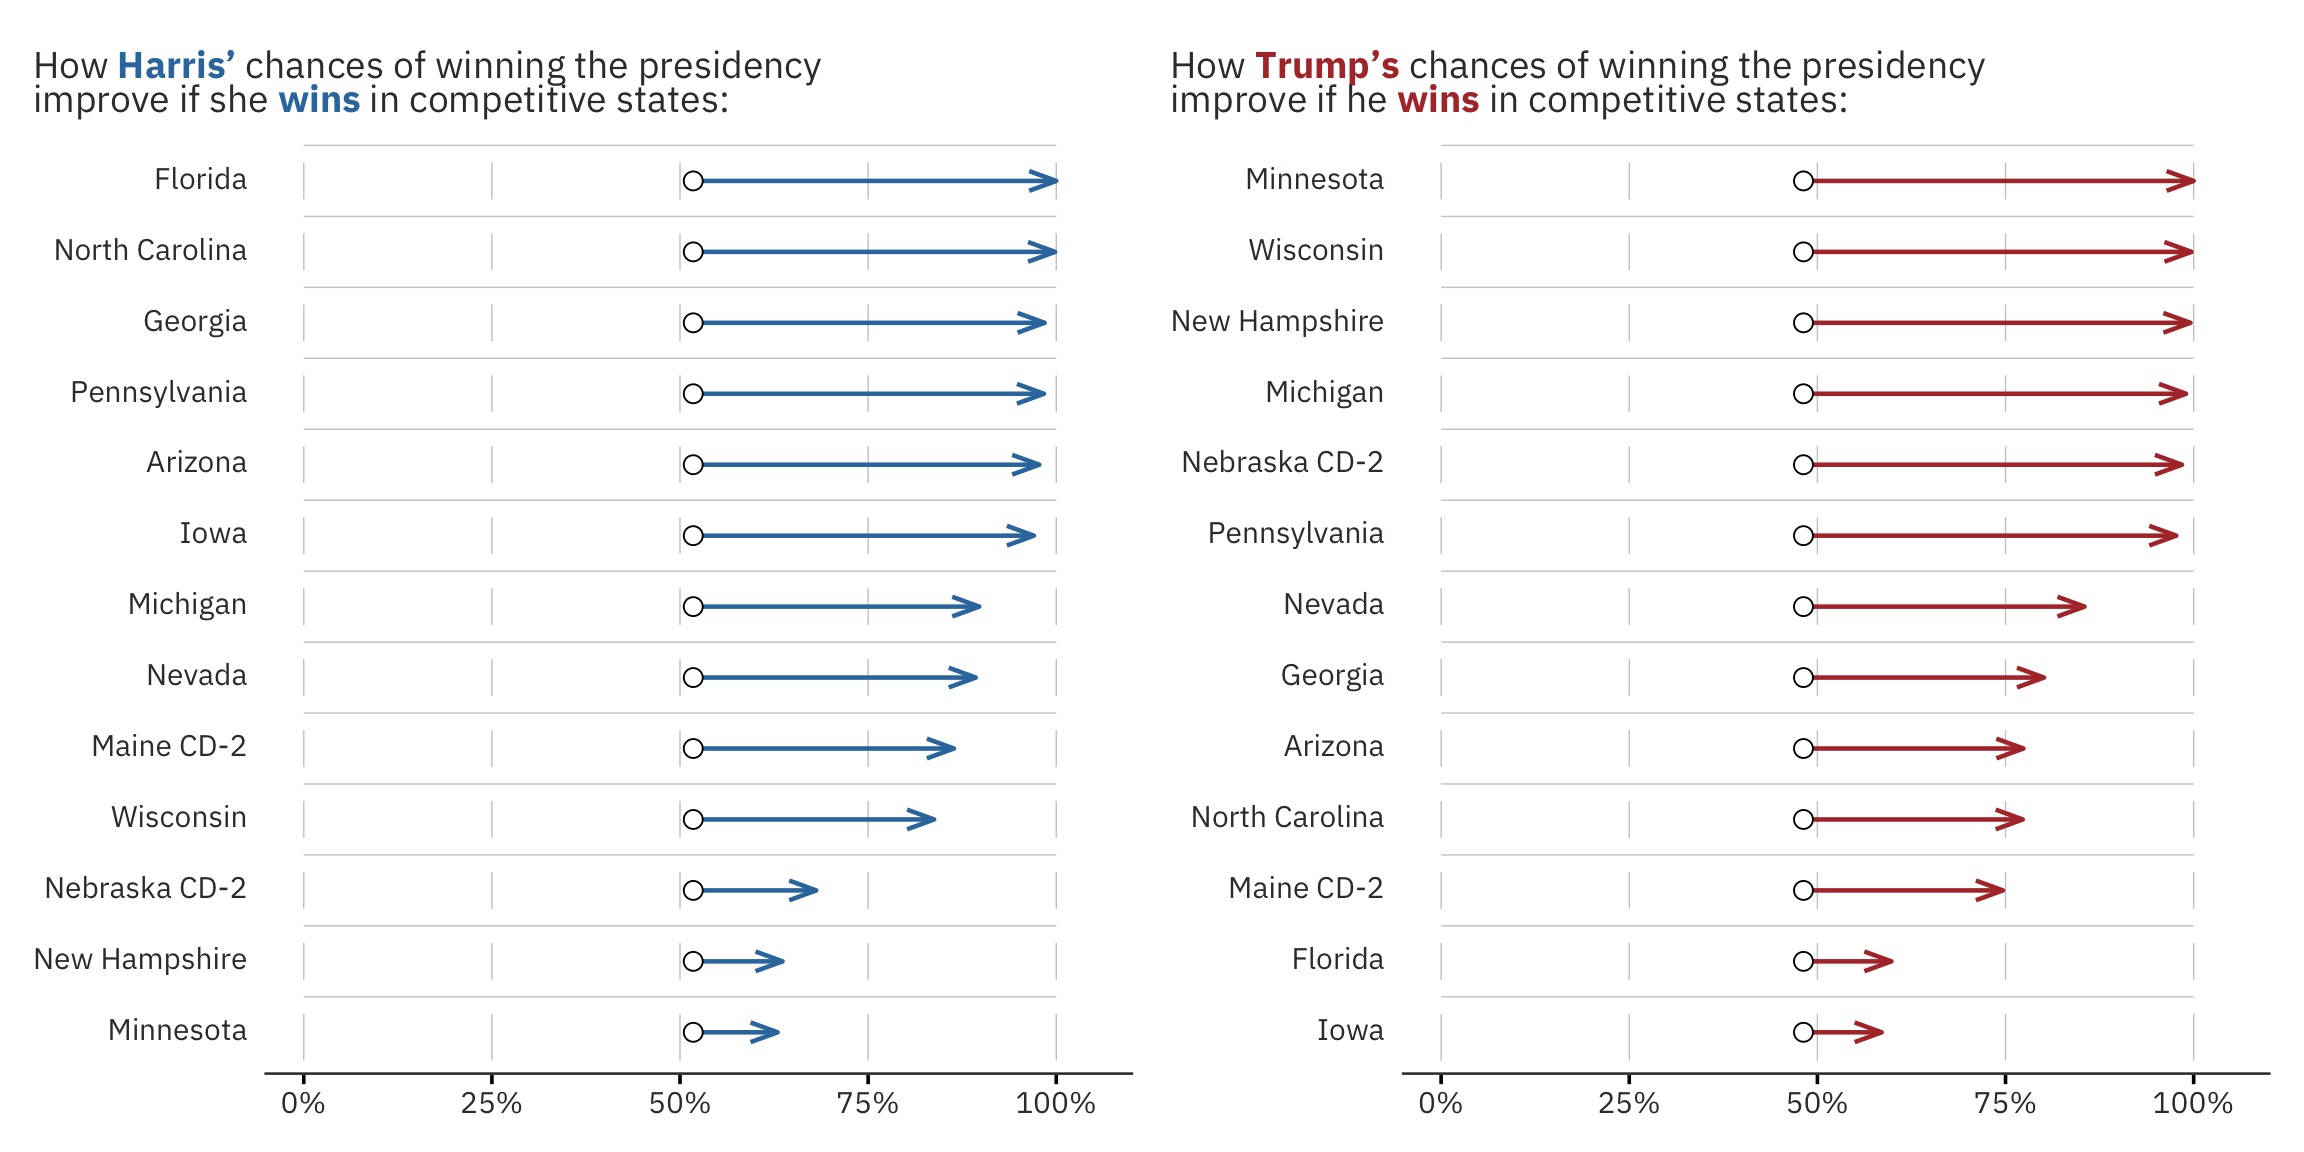 How Harris’ chances of winning the presidency
improve if she wins in competitive states:
Florida
North Carolina
Georgia
Pennsylvania
Arizona
Iowa
Michigan
Nevada
Maine CD-2
Wisconsin
Nebraska CD-2
New Hampshire
Minnesota
0% 25% 50% 75% 100%
How Trump’s chances of winning the presidency
improve if he wins in competitive states:
Minnesota
Wisconsin
New Hampshire
Michigan
Nebraska CD-2
Pennsylvania
Nevada
Georgia
Arizona
North Carolina
Maine CD-2
Florida
Iowa
0% 25% 50% 75% 100%